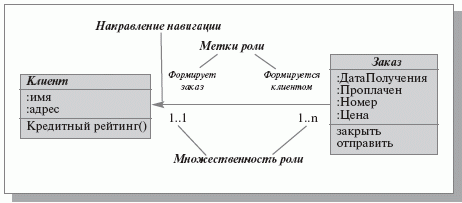 Направление навигации
Метки роли
Клиент
:имя
:адрес
Кредитный рейтинг()
Формирует
заказ
Формируется
клиентом
1..1
1..n
Множественность роли
Заказ
:ДатаПолучения
:Проплачен
:Номер
:Цена
закрыть
отправить